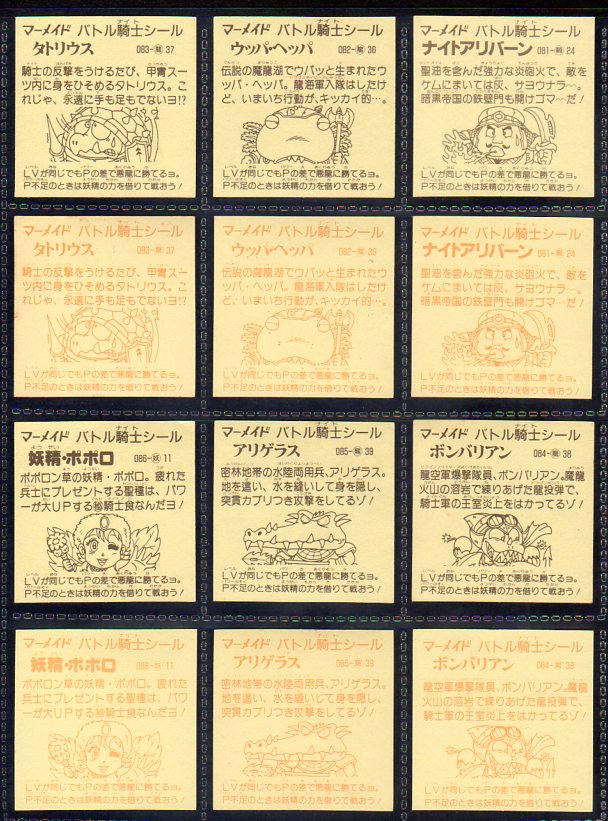 マーメイド バトル騎士シール
タトリウス 083-龍 37
騎士の反撃をうけるたび、甲冑スー
ツ内に身をひそめるタトリウス。こ
れじゃ、永遠に手も足もでないヨ!?
LVが同じでもPの差で悪龍に勝てるヨ。
P不足のときは妖精の力を借りて戦おう!
マーメイド バトル騎士シール
ウッパ・ヘッパ 082-龍 36
伝説の魔龍湖でウパッと生まれたウ
ッパ・ヘッパ。龍海軍入隊はしたけ
ど、いまいち行動が、キッカイ的…。
LVが同じでもPの差で悪龍に勝てるヨ。
P不足のときは妖精の力を借りて戦おう!
マーメイド バトル騎士シール
ナイトアリババーン 081- 24
聖油を含んだ強力な炎砲火で、敵を
ケムにまいては灰、サヨウナラ〜。
暗黒帝国の鉄壁門も開けゴマ〜だ!
LVが同じでもPの差で悪龍に勝てるヨ。
P不足のときは妖精の力を借りて戦おう!
マーメイド バトル騎士シール
タトリウス 083-龍 37
騎士の反撃をうけるたび、甲冑スー
ツ内に身をひそめるタトリウス。こ
れじゃ、永遠に手も足もでないヨ!?
LVが同じでもPの差で悪龍に勝てるヨ。
P不足のときは妖精の力を借りて戦おう!
マーメイド バトル騎士シール
ウッパ・ヘッパ 082-龍 36
伝説の魔龍湖でウパッと生まれたウ
ッパ・ヘッパ。龍海軍入隊はしたけ
ど、いまいち行動が、キッカイ的…。
LVが同じでもPの差で悪龍に勝てるヨ。
P不足のときは妖精の力を借りて戦おう!
マーメイド バトル騎士シール
ナイトアリババーン 081- 24
聖油を含んだ強力な炎砲火で、敵を
ケムにまいては灰、サヨウナラ〜。
暗黒帝国の鉄壁門も開けゴマ〜だ!
LVが同じでもPの差で悪龍に勝てるヨ。
P不足のときは妖精の力を借りて戦おう!
マーメイド バトル騎士シール
妖精・ポポロ 086-妖 11
ポポロン草の妖精・ポポロ。疲れた
兵士にプレゼントする聖種は、パワ
ーが大UPする㊙騎士食なんだヨ!
LVが同じでもPの差で悪龍に勝てるヨ。
P不足のときは妖精の力を借りて戦おう!
マーメイド バトル騎士シール
アリゲラス 085-龍 39
密林地帯の水陸両用兵、アリゲラス。
地を這い、水を縫いして身を隠し、
突貫カプリつき攻撃をしてるゾ!
LVが同じでもPの差で悪龍に勝てるヨ。
P不足のときは妖精の力を借りて戦おう!
マーメイド バトル騎士シール
ボンバリアン 084-龍 38
龍空軍爆撃隊員、ボンバリアン。魔龍
火山の溶岩で練りあげた龍投弾で、
騎士軍の王室炎上をはかってるゾ!
LVが同じでもPの差で悪龍に勝てるヨ。
P不足のときは妖精の力を借りて戦おう!
マーメイド バトル騎士シール
妖精・ポポロ 086-妖 11
ポポロン草の妖精・ポポロ。疲れた
兵士にプレゼントする聖種は、パワ
ーが大UPする㊙騎士食なんだヨ!
LVが同じでもPの差で悪龍に勝てるヨ。
P不足のときは妖精の力を借りて戦おう!
マーメイド バトル騎士シール
アリゲラス 085-龍 39
密林地帯の水陸両用兵、アリゲラス。
地を這い、水を縫いして身を隠し、
突貫カプリつき攻撃をしてるゾ!
LVが同じでもPの差で悪龍に勝てるヨ。
P不足のときは妖精の力を借りて戦おう!
マーメイド バトル騎士シール
ボンバリアン 084-龍 38
龍空軍爆撃隊員、ボンバリアン。魔龍
火山の溶岩で練りあげた龍投弾で、
騎士軍の王室炎上をはかってるゾ!
LVが同じでもPの差で悪龍に勝てるヨ。
P不足のときは妖精の力を借りて戦おう!